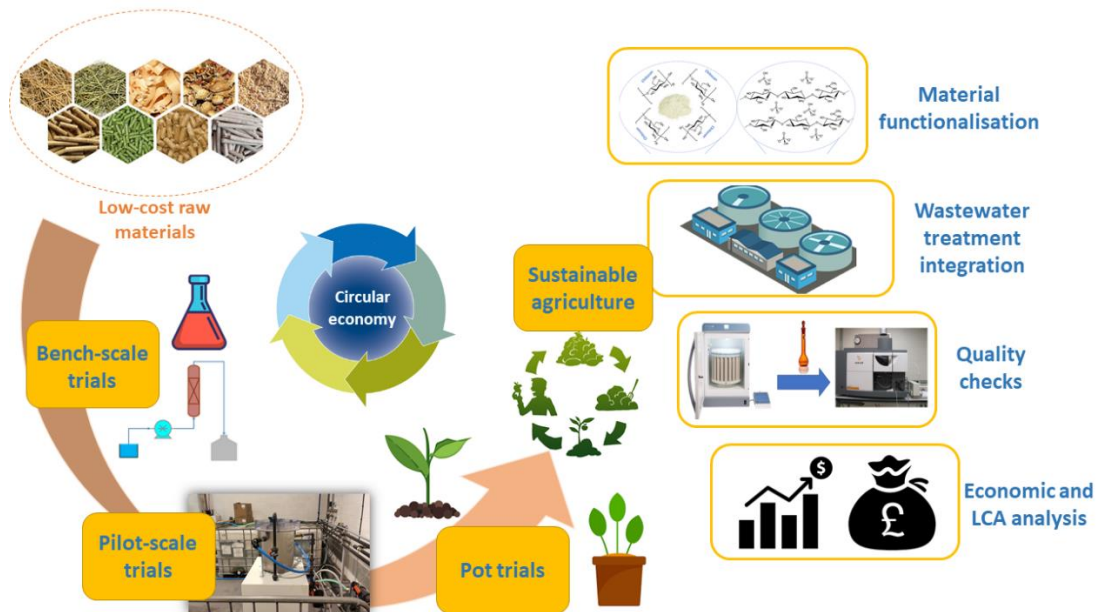 Low-cost raw
materials
Bench-scale
trials
Pilot-scale
trials
Pot trials
Circular
economy
Sustainable
agriculture
Material
functionalisation
Wastewater
treatment
integration
Quality
checks
Economic and
LCA analysis
$
£